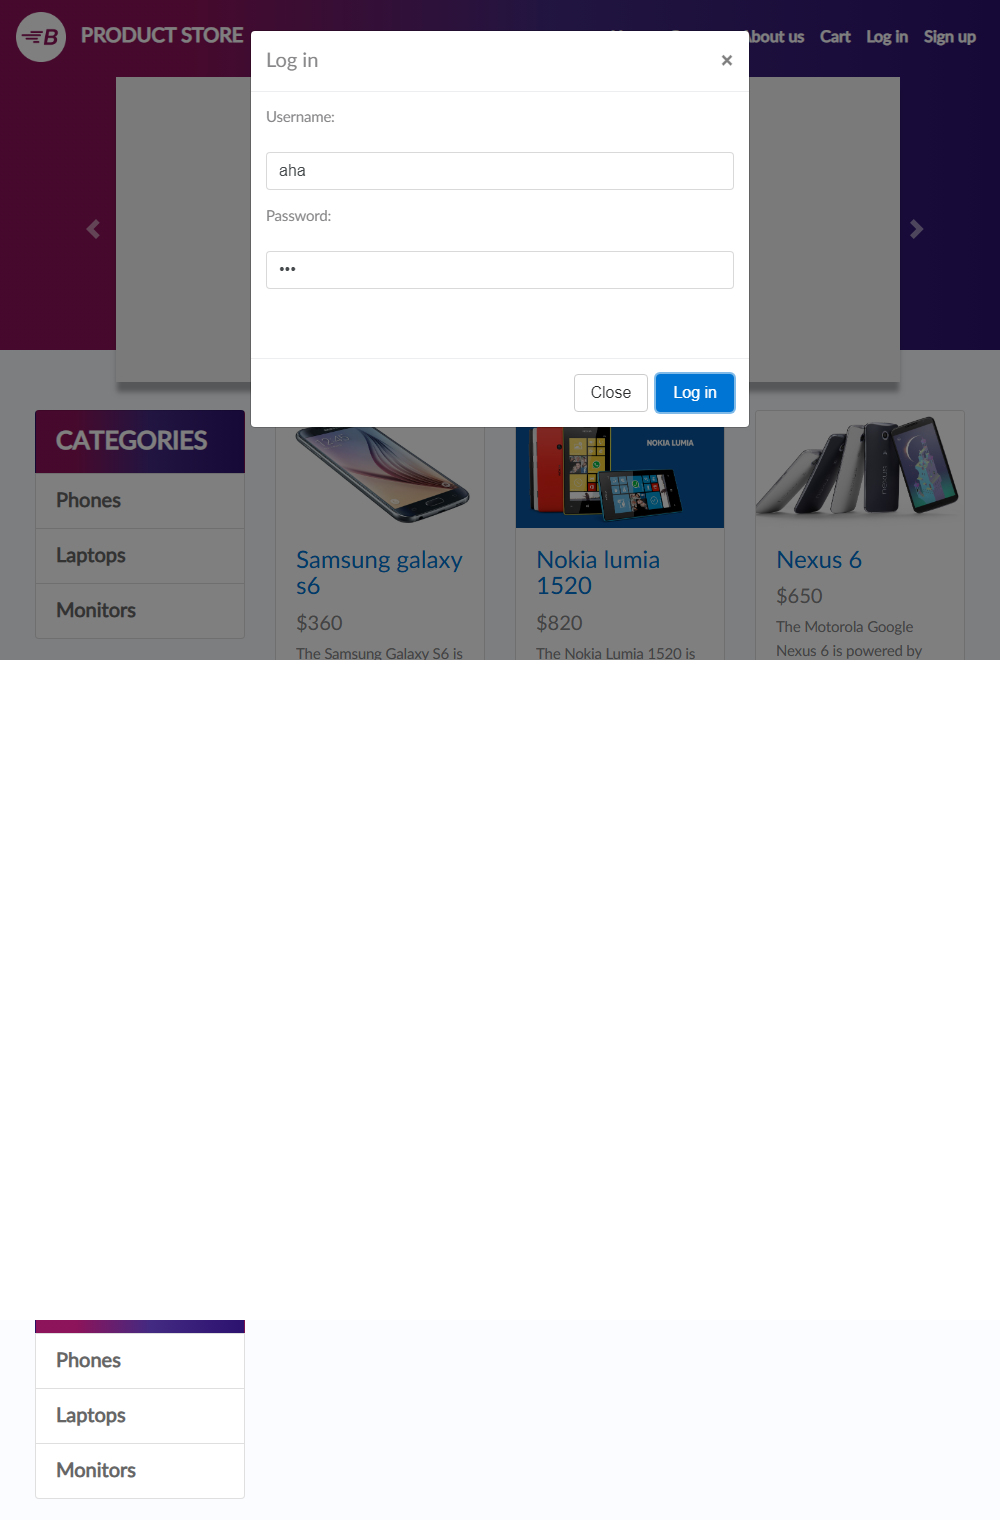 B PRODUCT STORE
About us Cart Log in Sign up
Log in ×
Username:
aha
Password:
•••
Close Log in
CATEGORIES
Phones
Laptops
Monitors
NOKIA LUMIA
nexus
Samsung galaxy
s6
$360
The Samsung Galaxy S6 is
Nokia lumia
1520
$820
The Nokia Lumia 1520 is
Nexus 6
$650
The Motorola Google
Nexus 6 is powered by
Phones
Laptops
Monitors